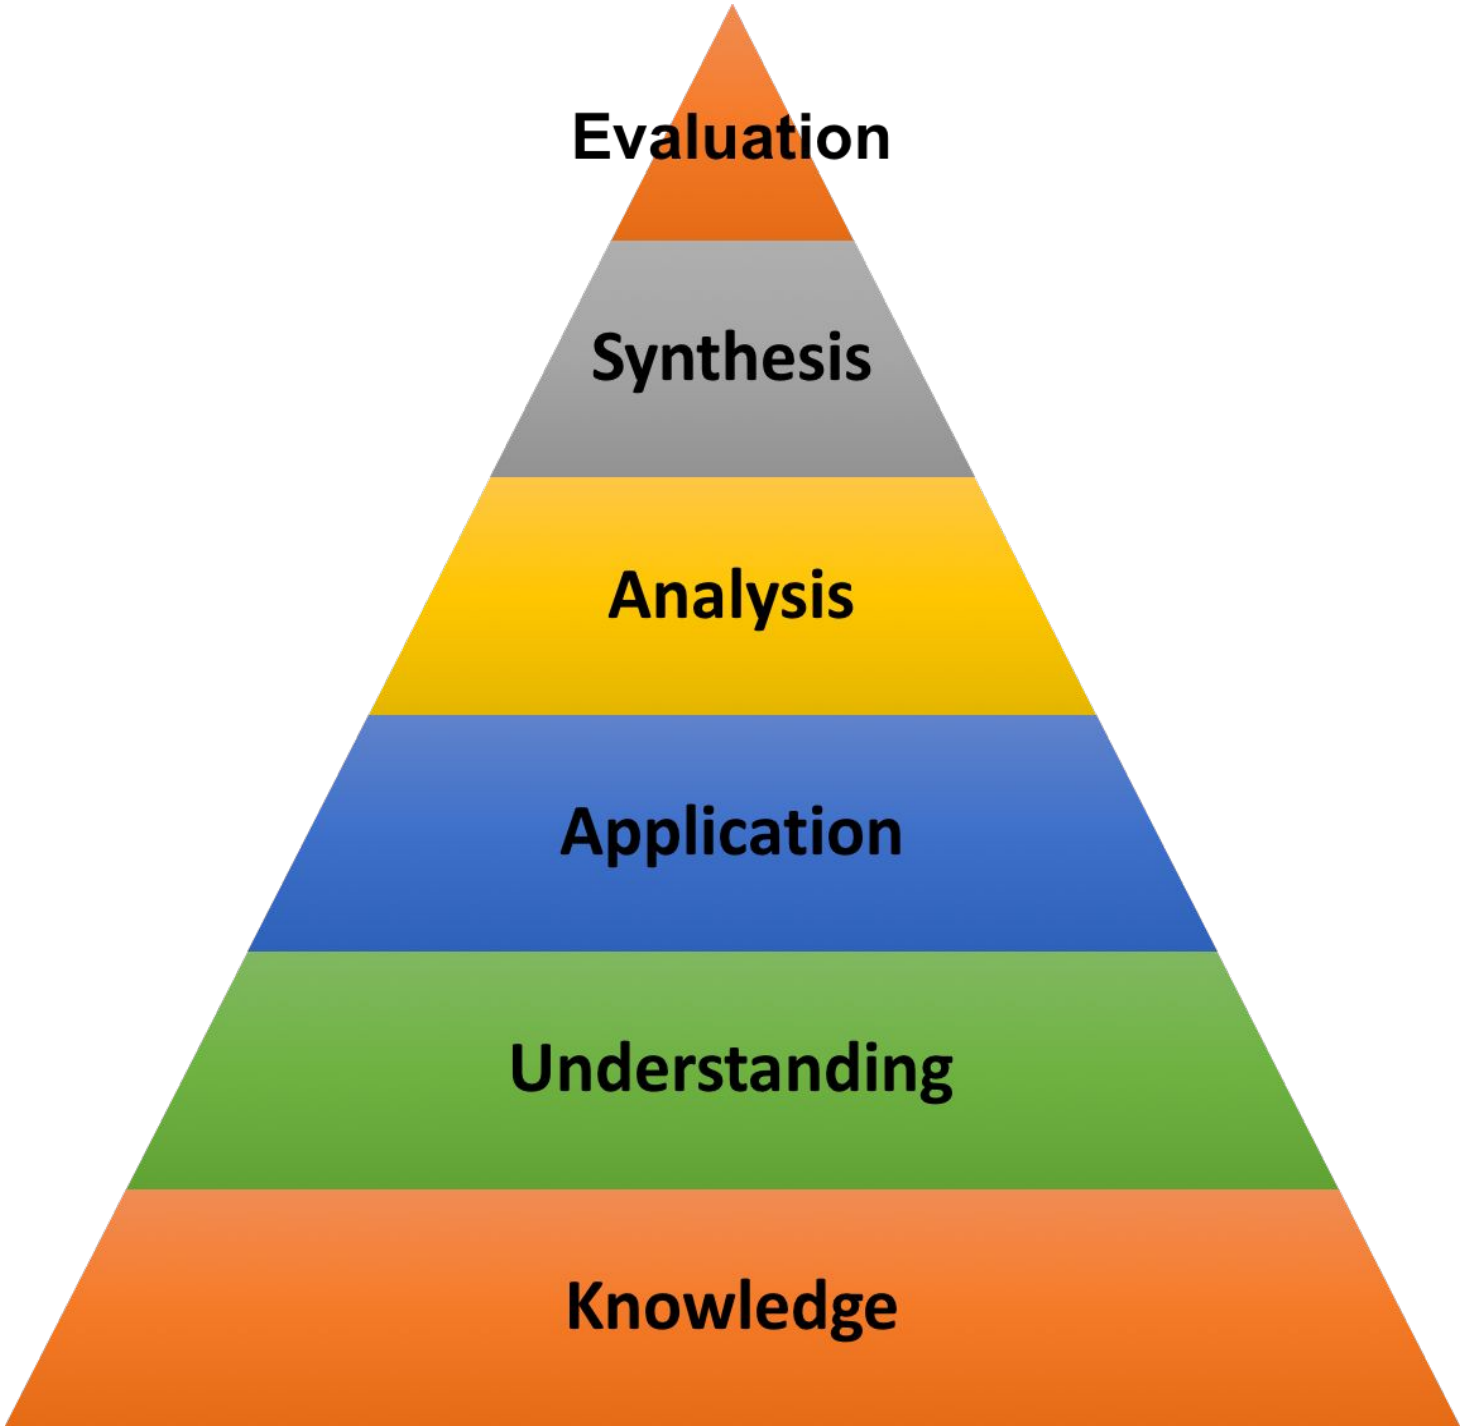 Evaluation
Synthesis
Analysis
Application
Understanding
Knowledge